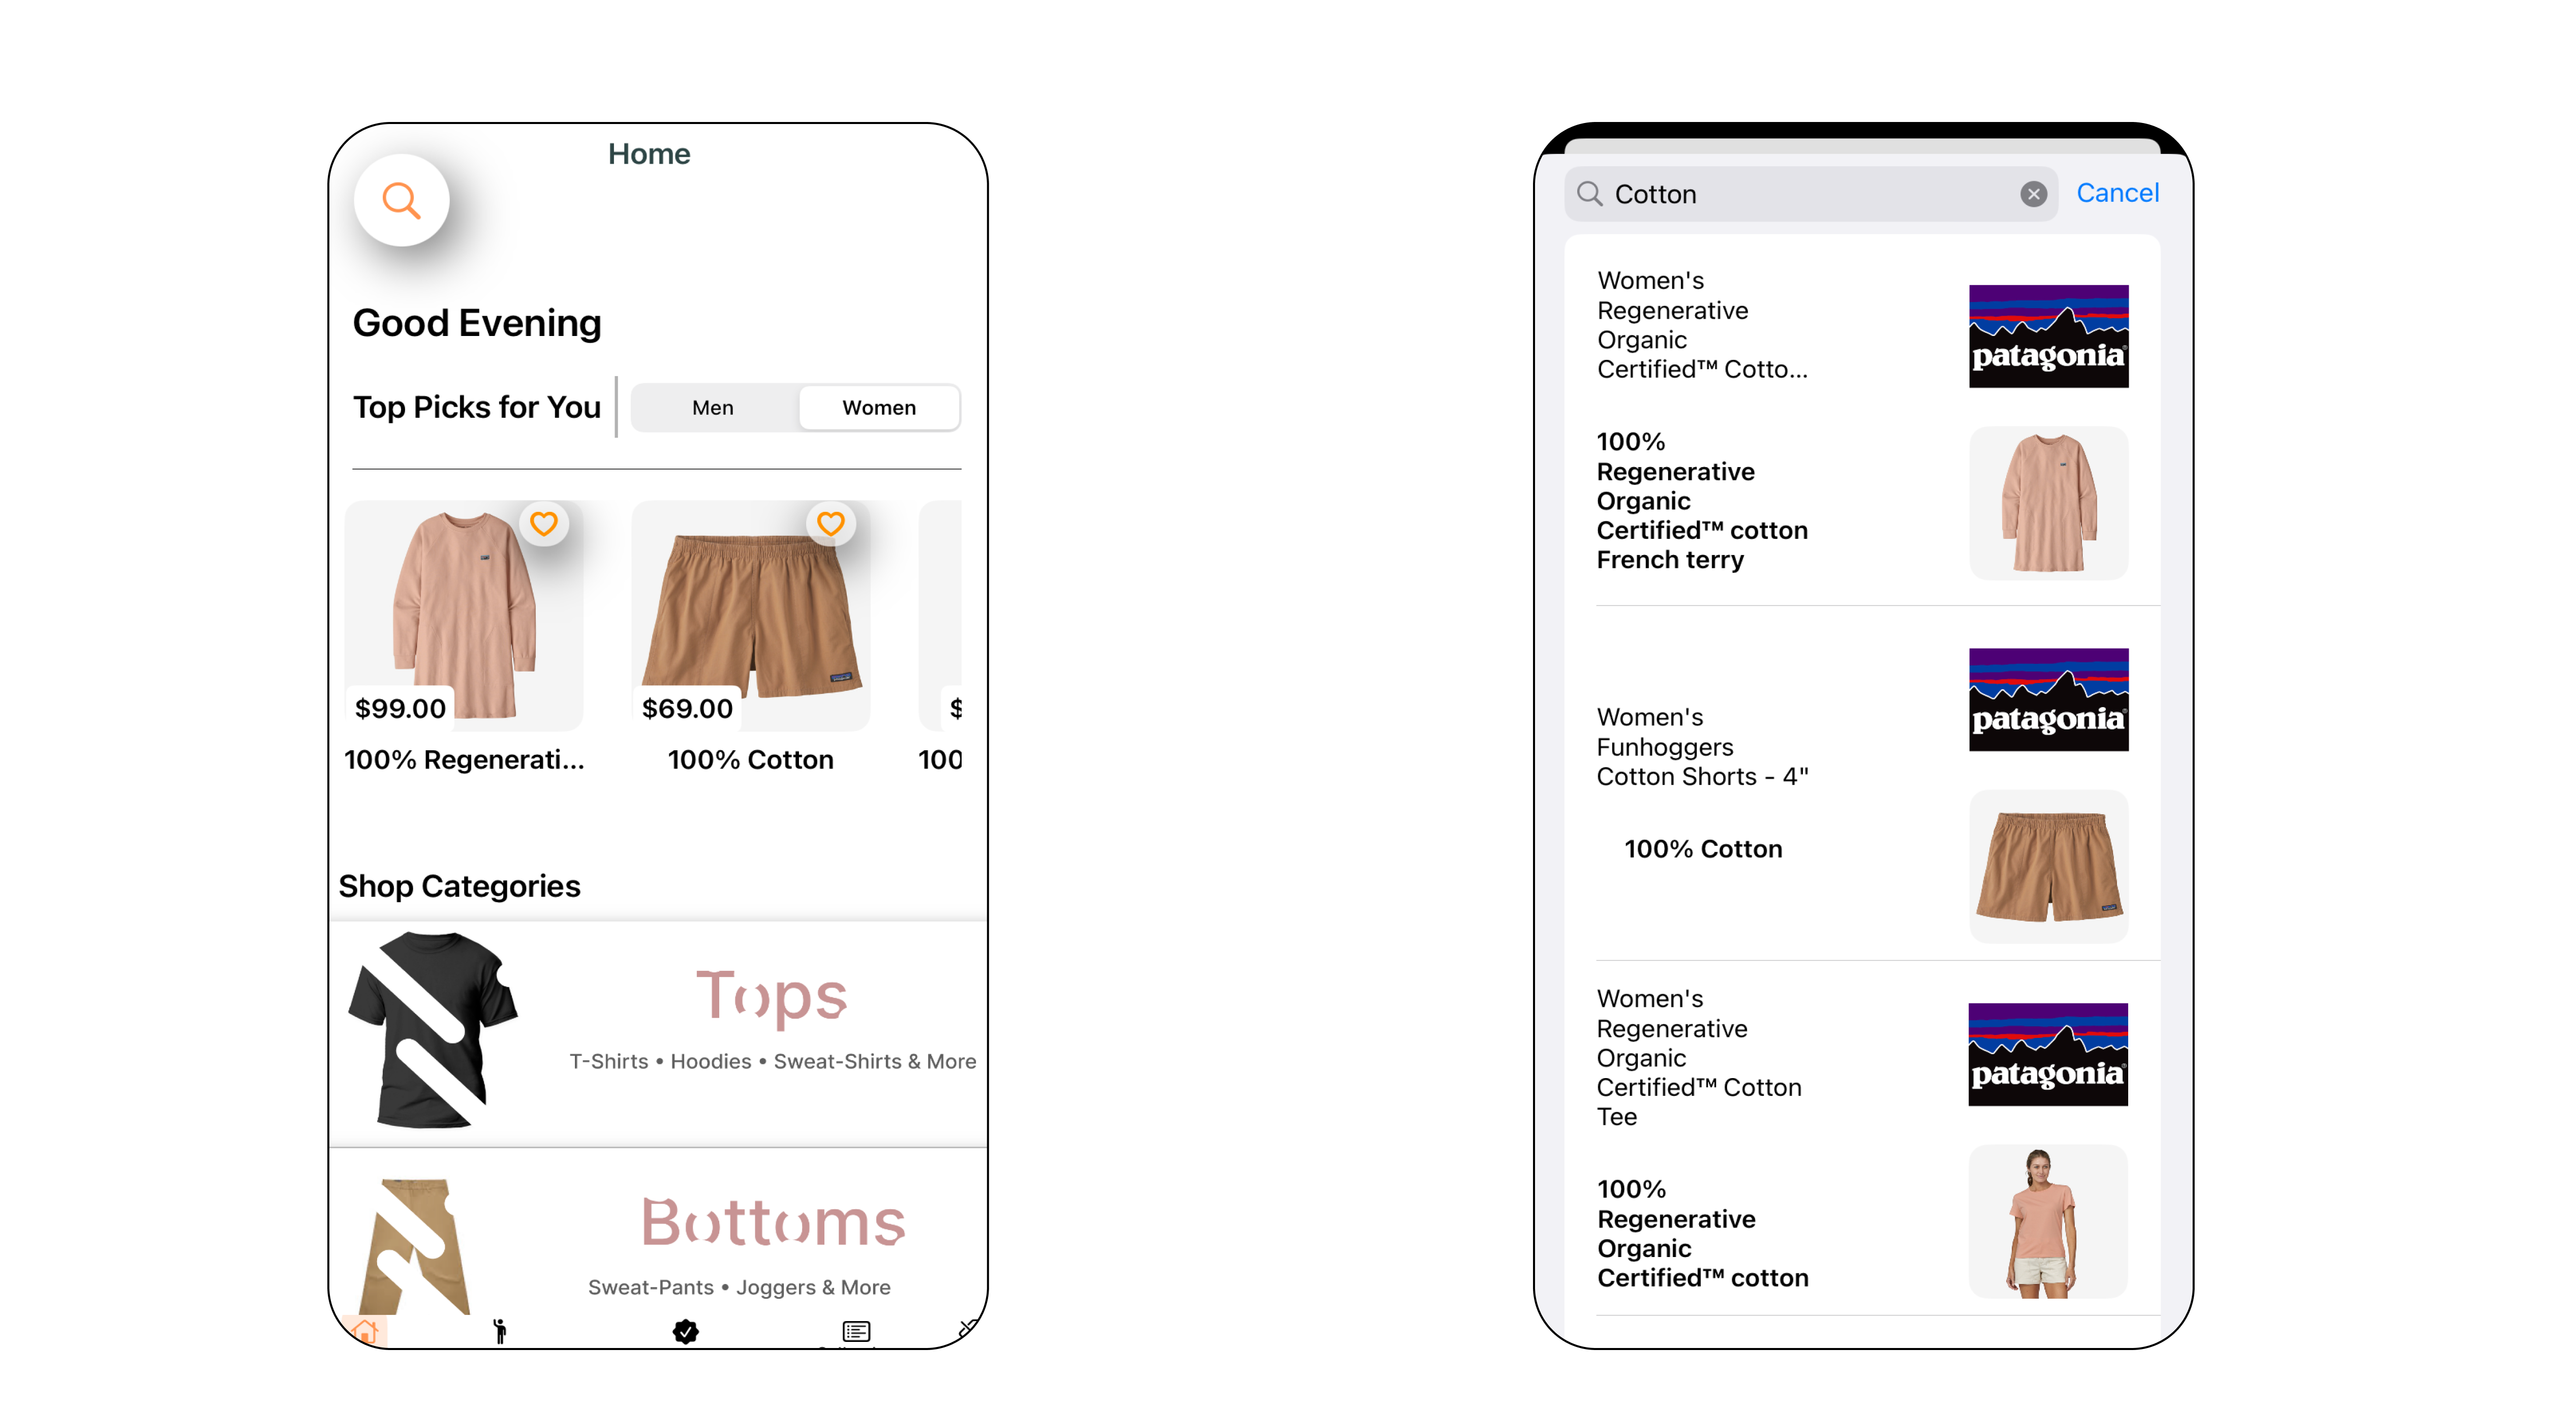 Home
Good Evening
Top Picks for You
Men
Women
$99.00
$69.00
$
100% Regenerati...
100% Cotton
100
Shop Categories
Tops
T-Shirts • Hoodies • Sweat-Shirts & More
Bottoms
Sweat-Pants • Joggers & More
Cotton
Cancel
Women's
Regenerative
Organic
Certified™ Cotto...
patagonia
100%
Regenerative
Organic
Certified™ cotton
French terry
patagonia
Women's
Funhoggers
Cotton Shorts - 4"
100% Cotton
Women's
Regenerative
Organic
Certified™ Cotton
Tee
patagonia
100%
Regenerative
Organic
Certified™ cotton